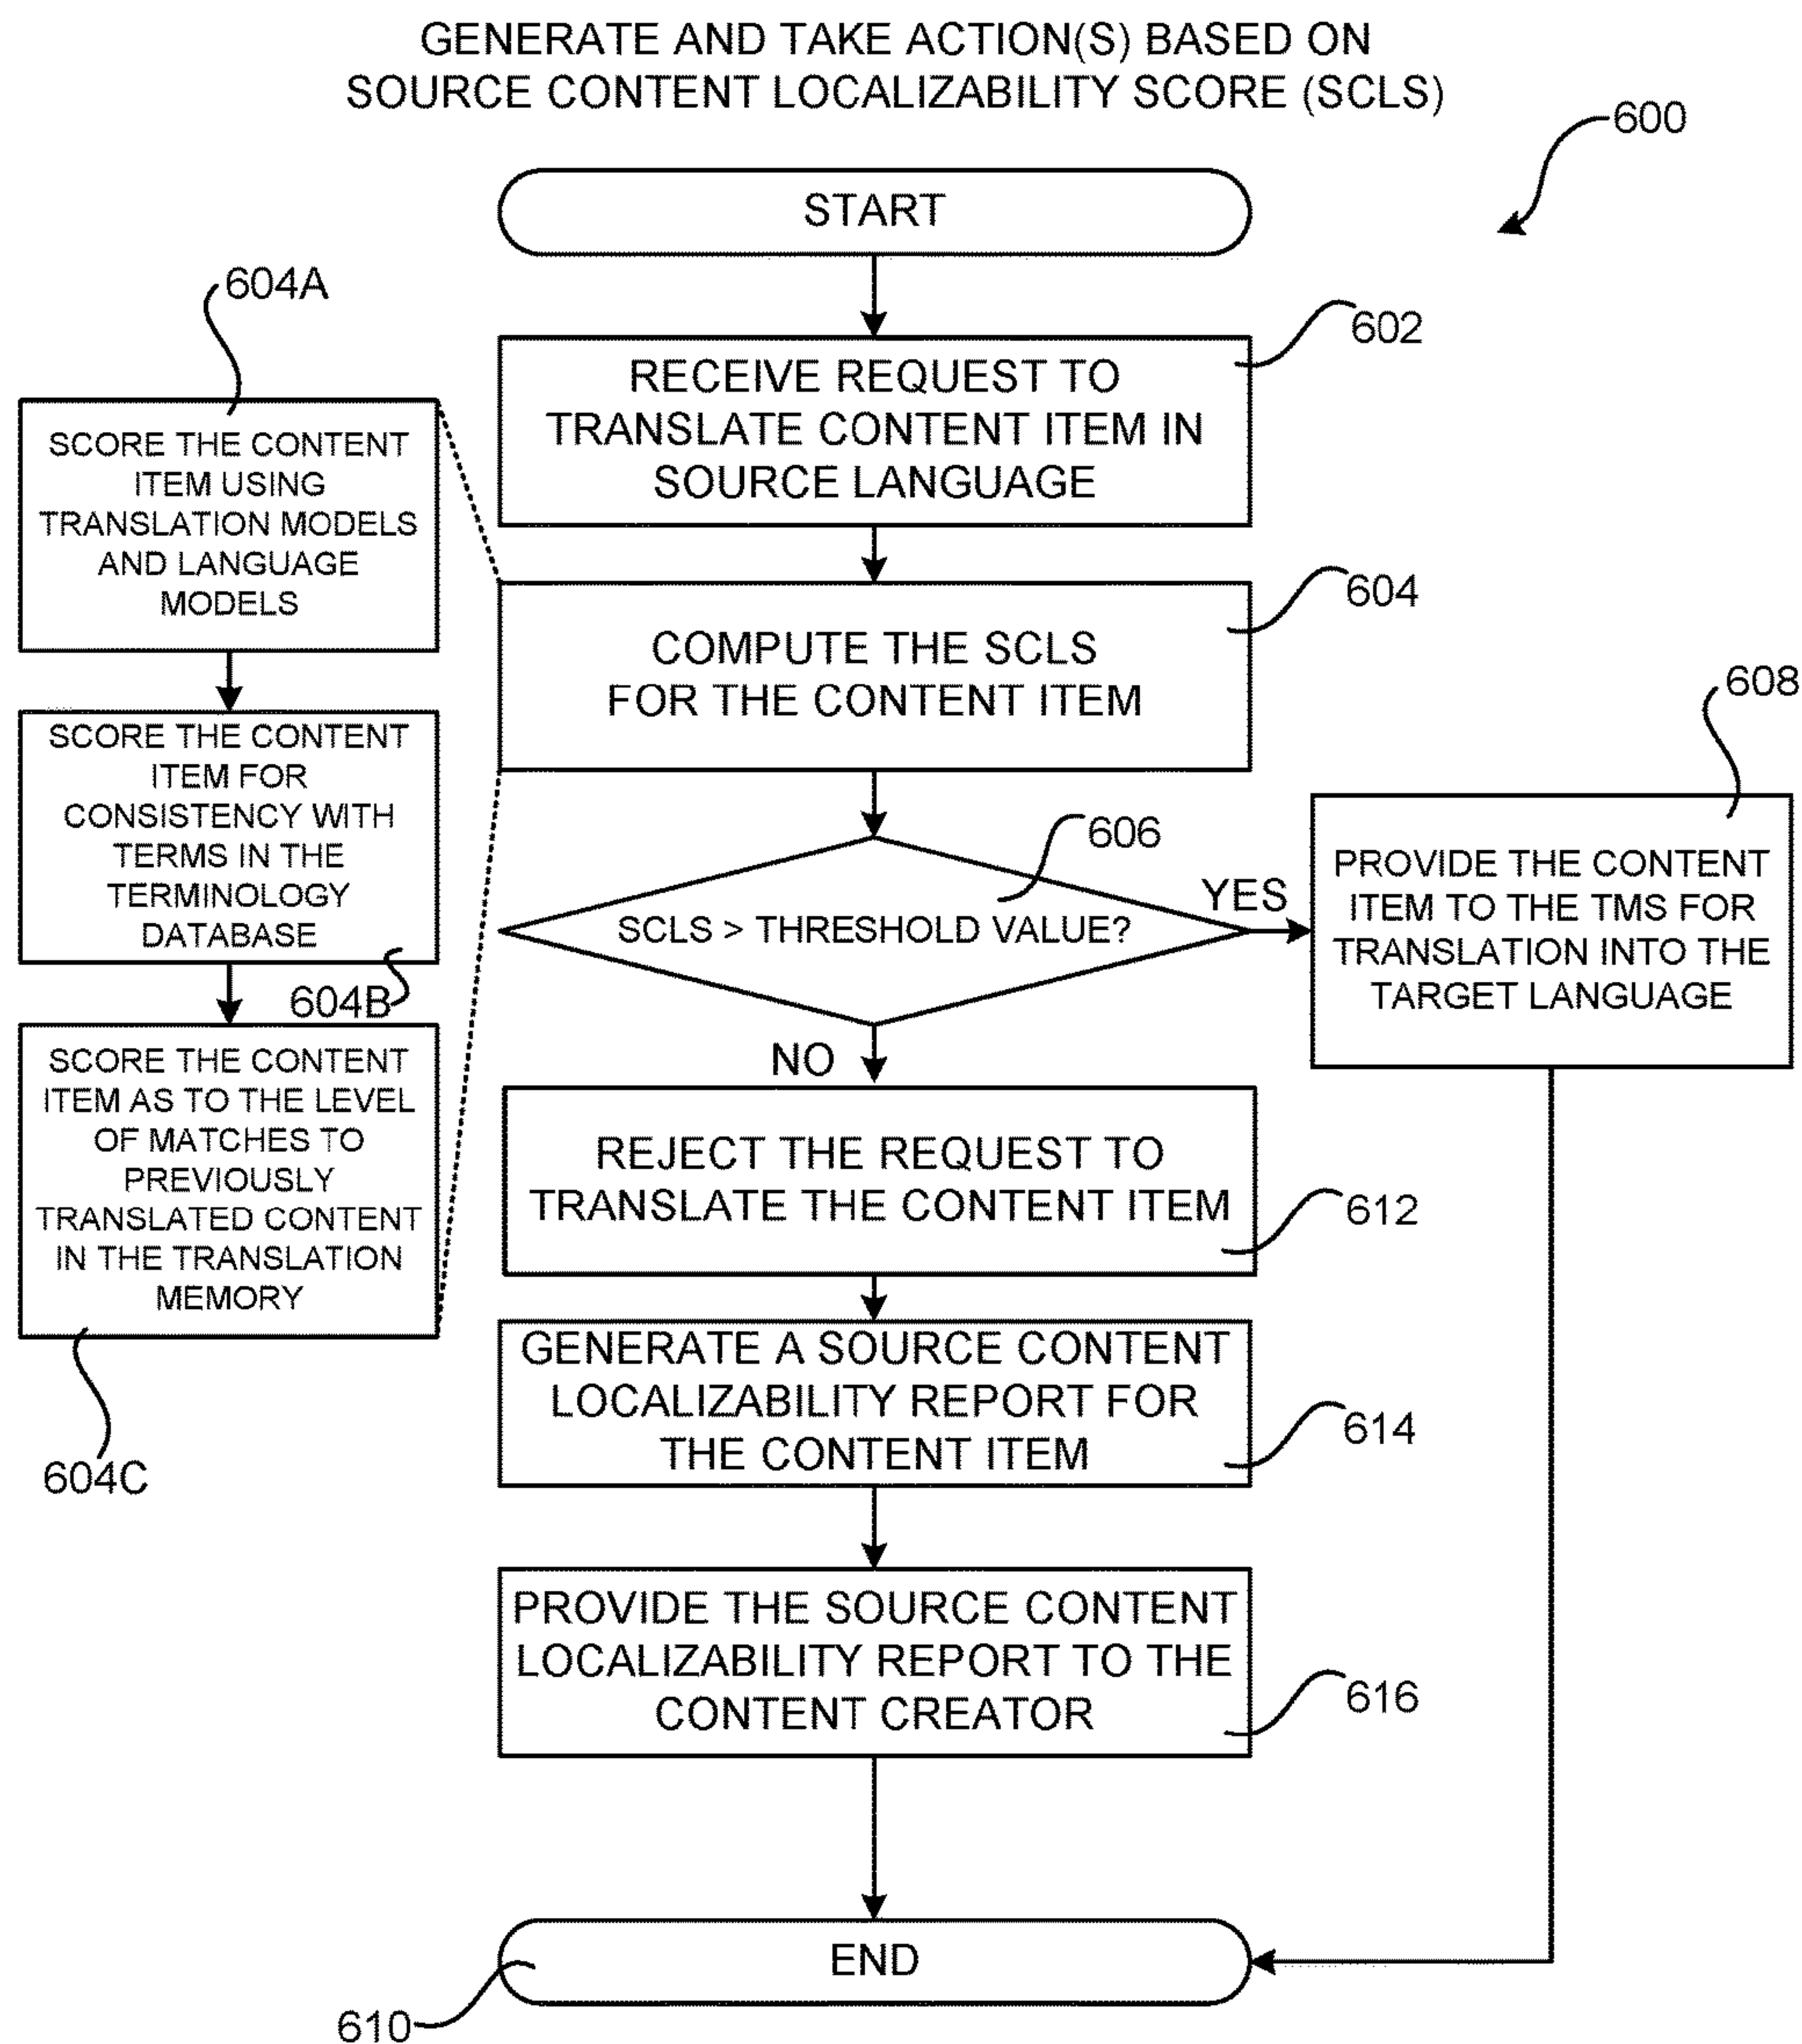 GENERATE AND TAKE ACTION(S) BASED ON
SOURCE CONTENT LOCALIZABILITY SCORE (SCLS)
600
START
602
RECEIVE REQUEST TO
TRANSLATE CONTENT ITEM IN
SOURCE LANGUAGE
604
COMPUTE THE SCLS
FOR THE CONTENT ITEM
604A
SCORE THE CONTENT
ITEM USING
TRANSLATION MODELS
AND LANGUAGE
MODELS
SCORE THE CONTENT
ITEM FOR
CONSISTENCY WITH
TERMS IN THE
TERMINOLOGY
DATABASE
604B
SCORE THE CONTENT
ITEM AS TO THE LEVEL
OF MATCHES TO
PREVIOUSLY
TRANSLATED CONTENT
IN THE TRANSLATION
MEMORY
604C
606
SCLS > THRESHOLD VALUE?
YES
608
PROVIDE THE CONTENT
ITEM TO THE TMS FOR
TRANSLATION INTO THE
TARGET LANGUAGE
NO
REJECT THE REQUEST TO
TRANSLATE THE CONTENT ITEM
612
GENERATE A SOURCE CONTENT
LOCALIZABILITY REPORT FOR
THE CONTENT ITEM
614
PROVIDE THE SOURCE CONTENT
LOCALIZABILITY REPORT TO THE
CONTENT CREATOR
616
END
610